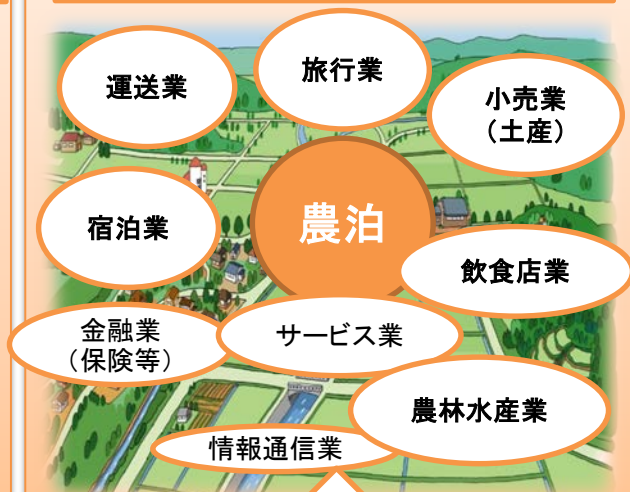 運送業
旅行業
小売業
（土産）
宿泊業
農泊
飲食店業
金融業
（保険等）
サービス業
農林水産業
情報通信業